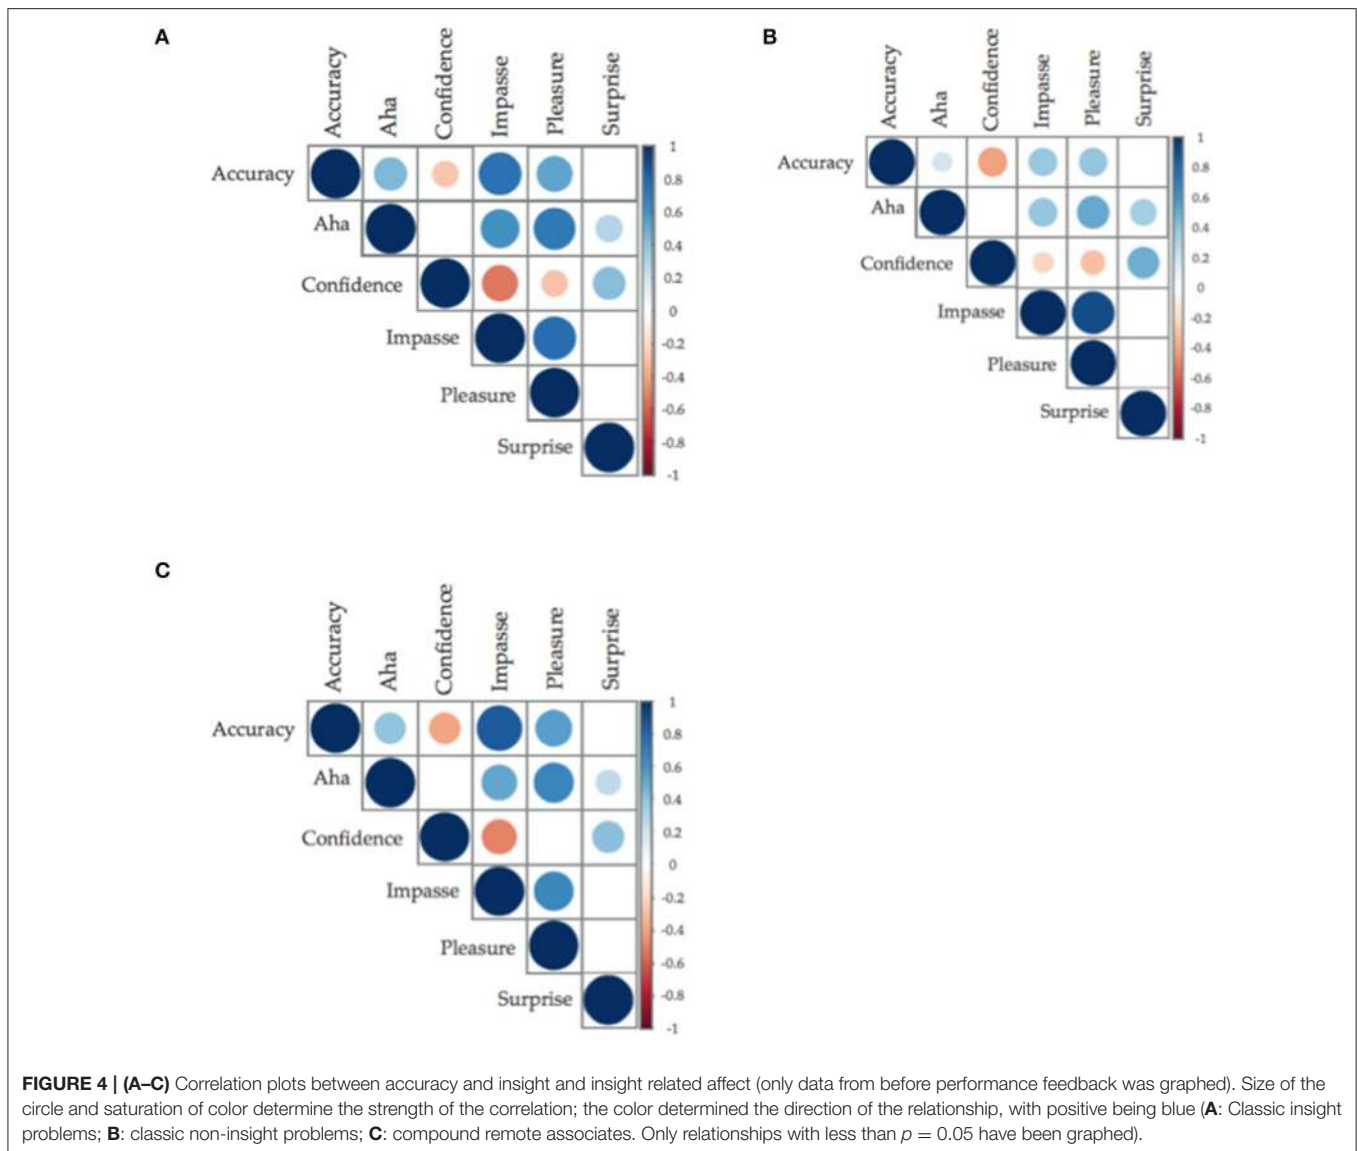 A
Accuracy
Aha
Confidence
Impasse
Pleasure
Surprise
Accuracy
Aha
Confidence
Impasse
Pleasure
Surprise
1
0.8
0.6
0.4
0.2
0
-0.2
-0.4
-0.6
-0.8
-1
B
Accuracy
Aha
Confidence
Impasse
Pleasure
Surprise
Accuracy
Aha
Confidence
Impasse
Pleasure
Surprise
1
0.8
0.6
0.4
0.2
0
-0.2
-0.4
-0.6
-0.8
-1
C
Accuracy
Aha
Confidence
Impasse
Pleasure
Surprise
Accuracy
Aha
Confidence
Impasse
Pleasure
Surprise
1
0.8
0.6
0.4
0.2
0
-0.2
-0.4
-0.6
-0.8
-1
FIGURE 4 | (A–C) Correlation plots between accuracy and insight and insight related affect (only data from before performance feedback was graphed). Size of the
circle and saturation of color determine the strength of the correlation; the color determined the direction of the relationship, with positive being blue (A: Classic insight
problems; B: classic non-insight problems; C: compound remote associates. Only relationships with less than p = 0.05 have been graphed).